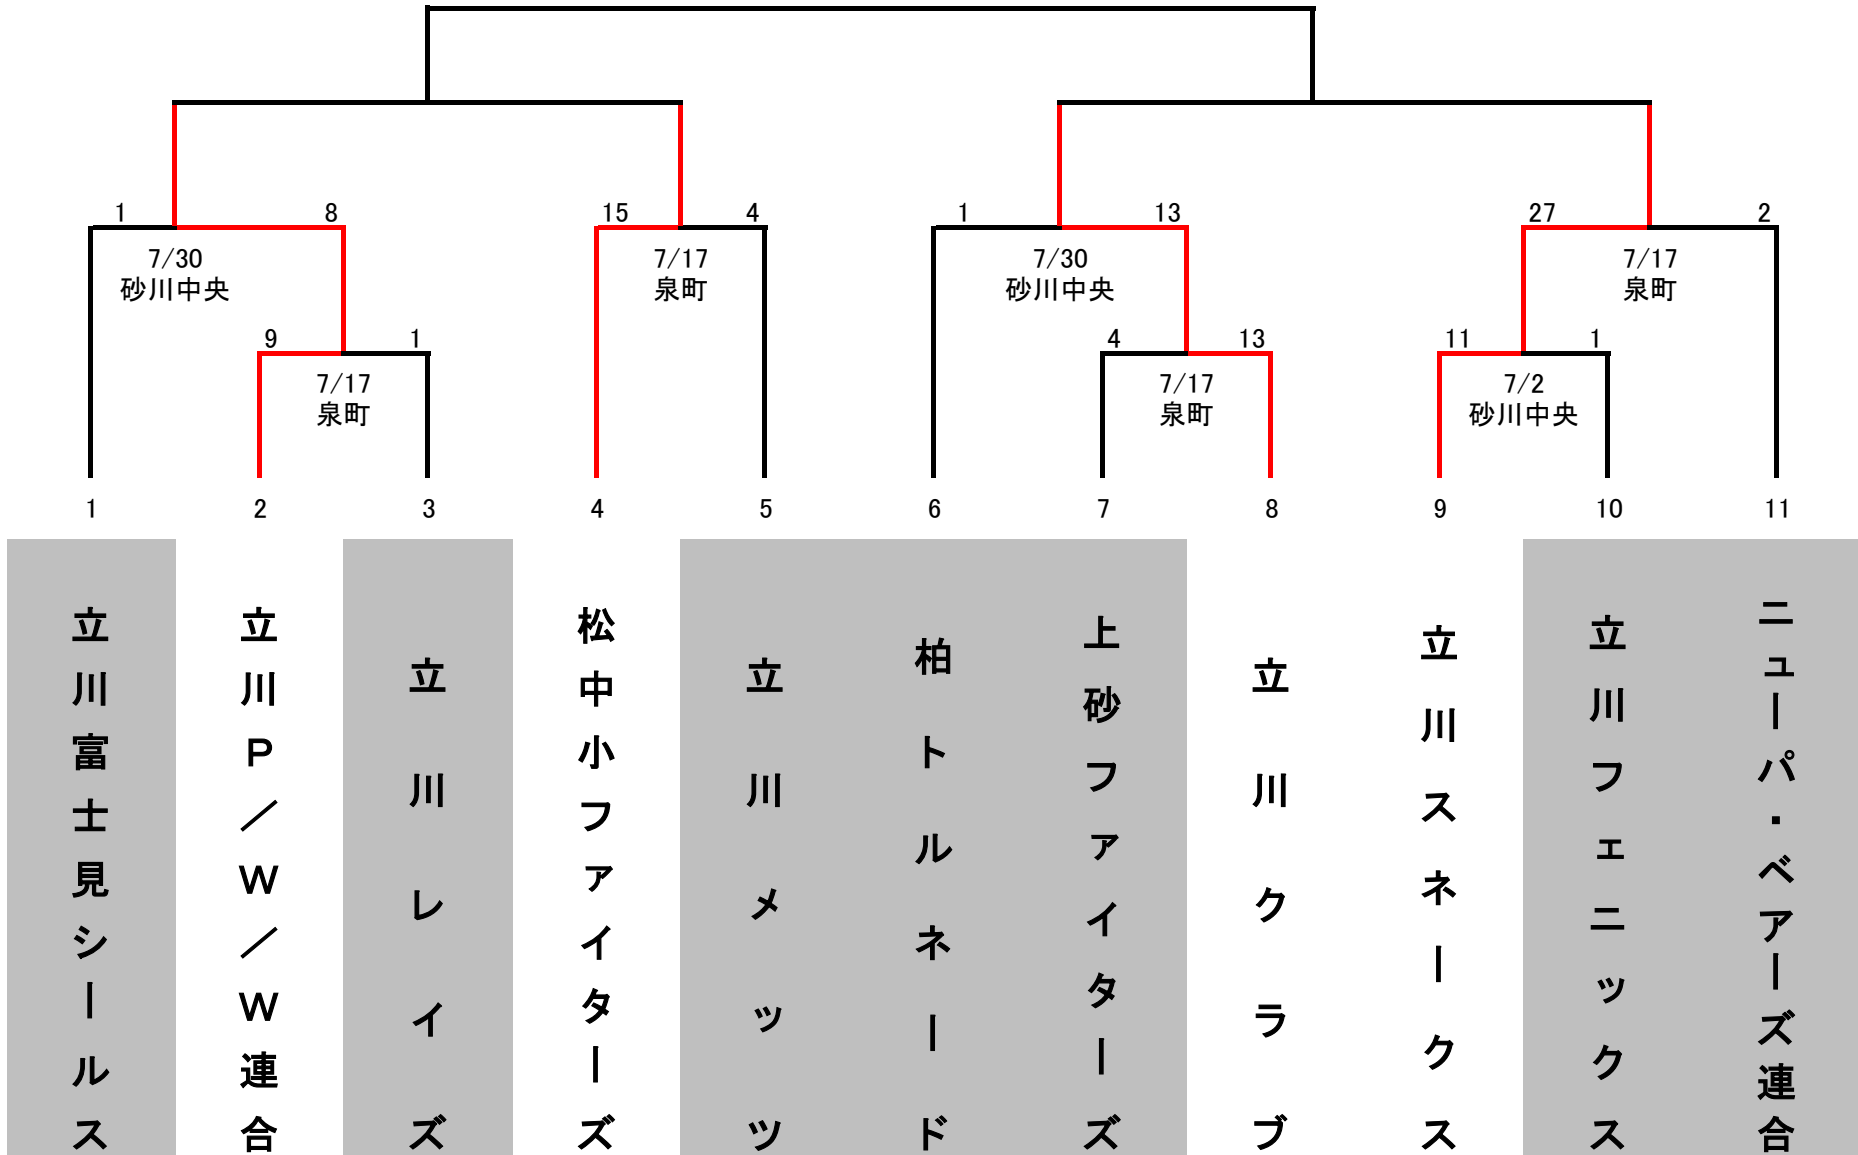 1 8 15 4 1 13 27 2
7/30 7/17 7/30 7/17
砂川中央 泉町 砂川中央 泉町
9 1 4 13 11 1
7/17 7/17 7/2
泉町 泉町 砂川中央
1 2 3 4 5 6 7 8 9 10 11
立川富士見シールス
立川P/W/W連合
立川レイズ
松中小ファイターズ
立川メッツ
柏トルネード
上砂ファイターズ
立川クラブ
立川スネークス
立川フェニックス
ニューパ・ベアーズ連合